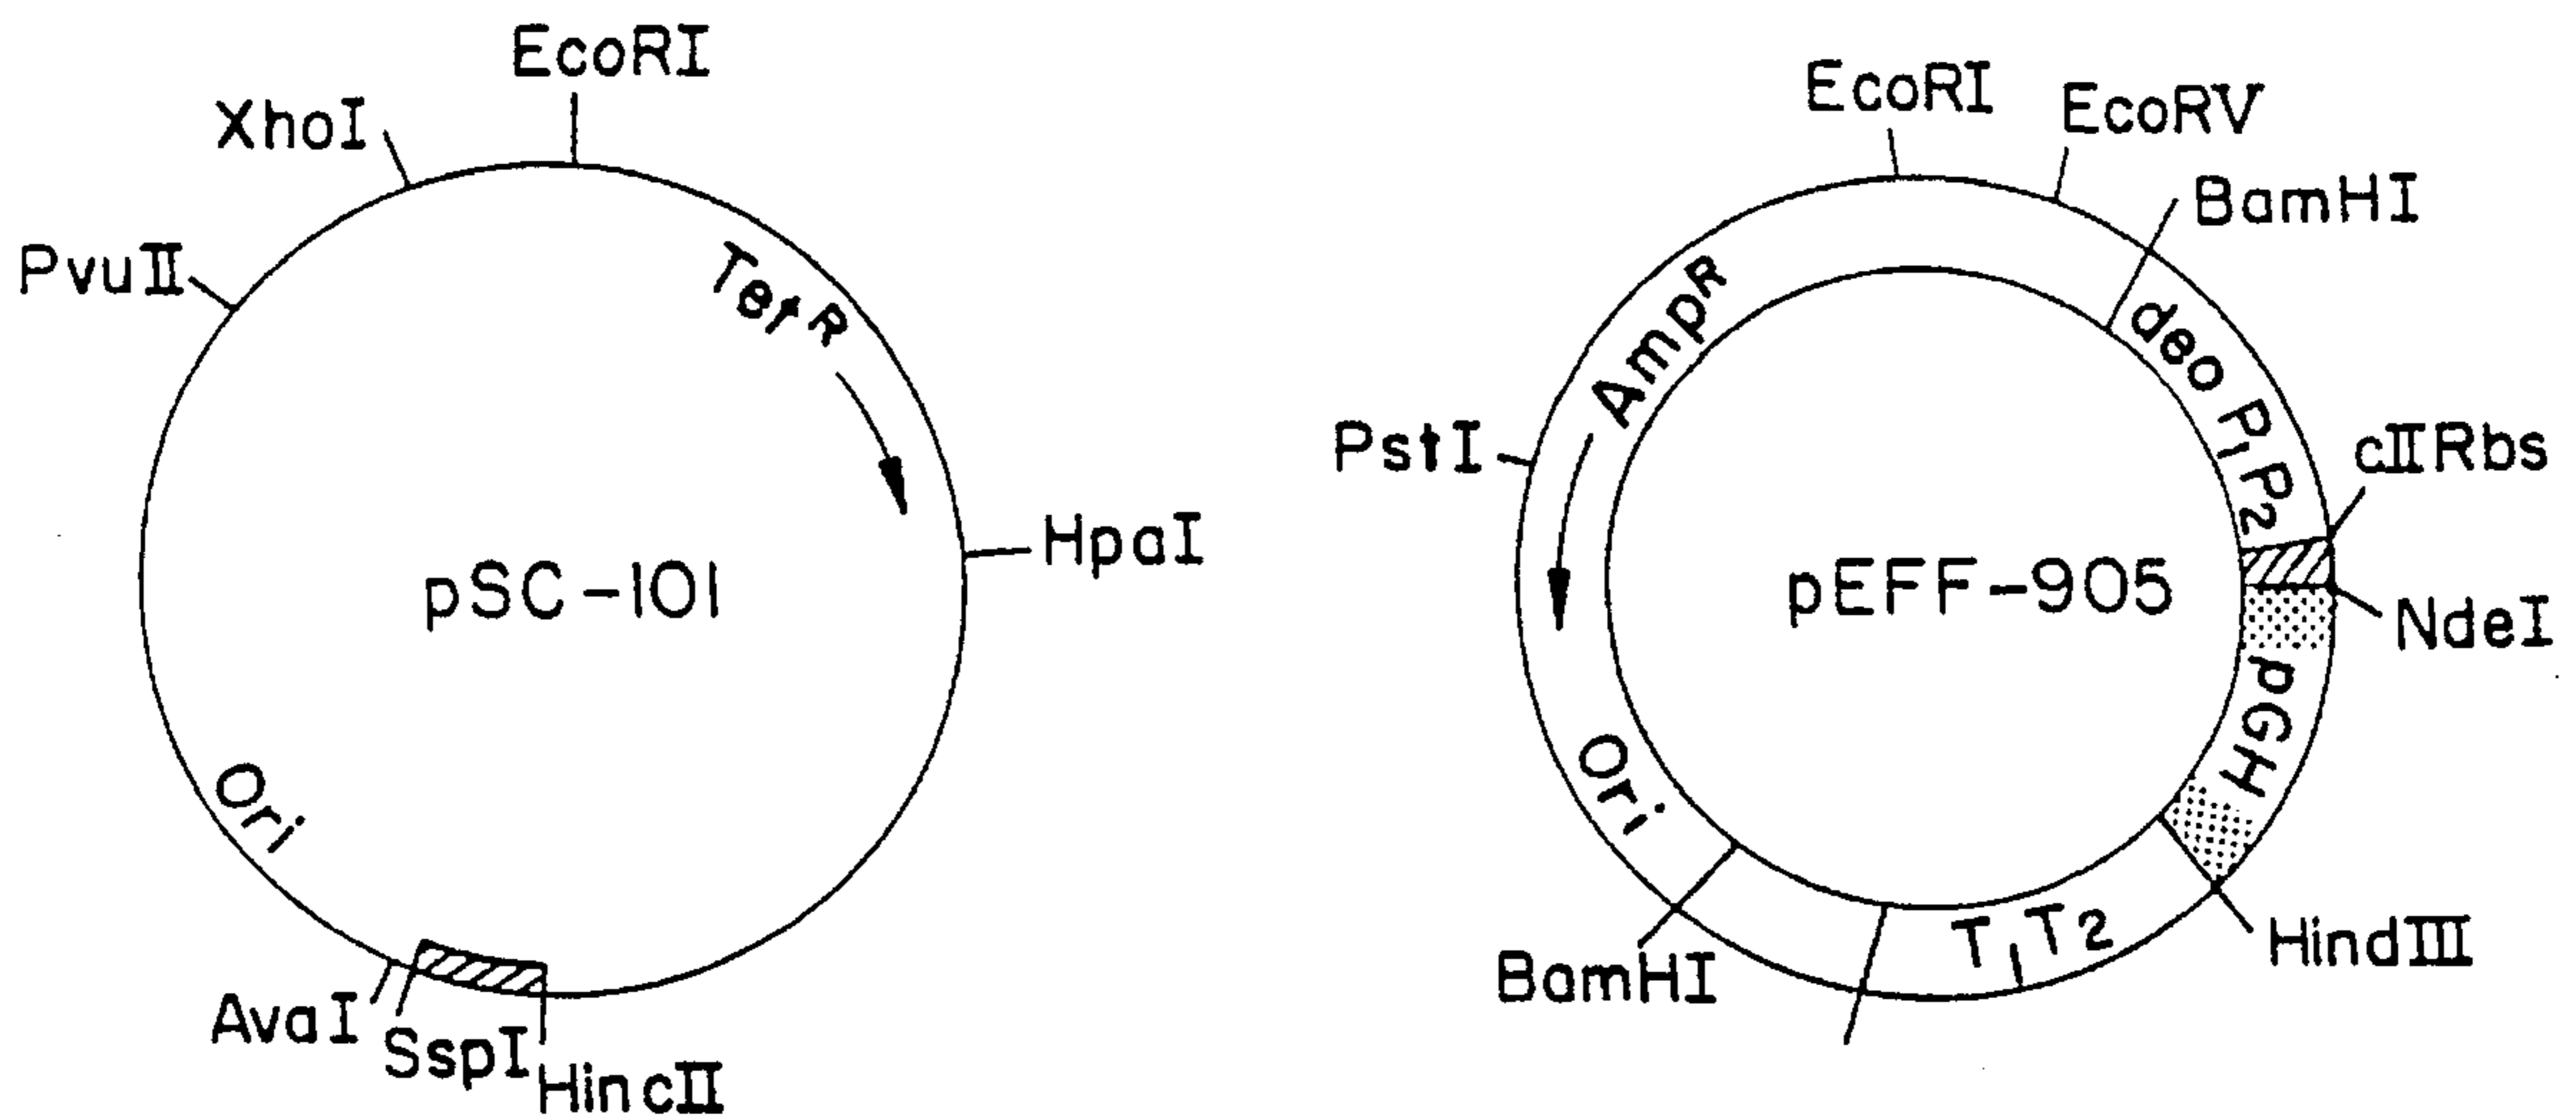 EcoRI
XhoI
PvuII
Tet R
HpaI
pSC-101
Ori
AvaI
SspI
HincII
EcoRI
EcoRV
BamHI
AmpR
deo P1P2
PstI
cIIRbs
pEFF-905
NdeI
pGH
Ori
T1T2
HindIII
BamHI